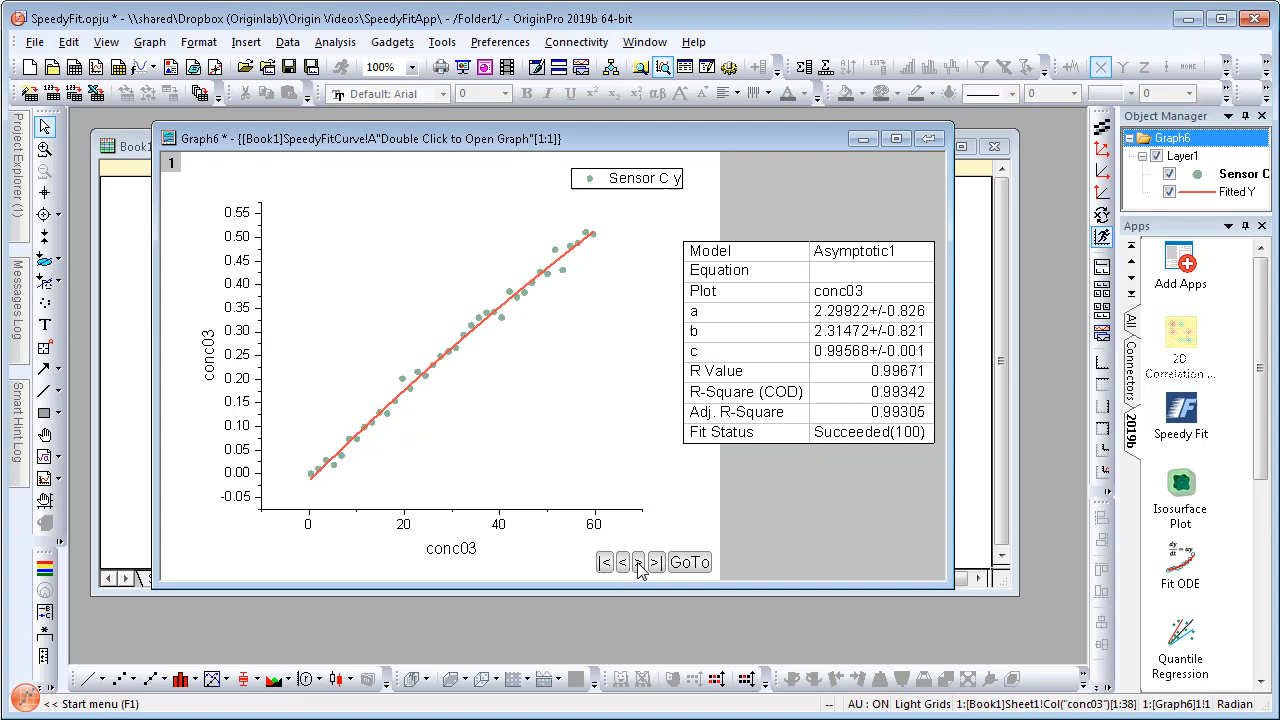 SpeedyFit.opju * - \\shared\Dropbox (Originlab)\Origin Videos\SpeedyFitApp\ - /Folder1/ - OriginPro 2019b 64-bit
File Edit View Graph Format Insert Data Analysis Gadgets Tools Preferences Connectivity Window Help
100%
Default: Arial 0 B I U 0 0
Project Explorer (1)
Messages Log
Smart Hint Log
Book1
Graph6 * - {[Book1]SpeedyFitCurve!A"Double Click to Open Graph"[1:1]}
1
Sensor C y
0.55
0.50
0.45
0.40
0.35
0.30
0.25
0.20
0.15
0.10
0.05
0.00
-0.05
conc03
0 20 40 60
conc03
Model Asymptotic1
Equation
Plot conc03
a 2.29922+/-0.826
b 2.31472+/-0.821
c 0.99568+/-0.001
R Value 0.99671
R-Square (COD) 0.99342
Adj. R-Square 0.99305
Fit Status Succeeded(100)
|< < > >| GoTo
Object Manager
Graph6
Layer1
Sensor C
Fitted Y
Apps
All
Connectors
2019b
Add Apps
2D
Correlation ...
Speedy Fit
Isosurface
Plot
Fit ODE
Quantile
Regression
<< Start menu (F1)
-- AU : ON Light Grids 1:[Book1]Sheet1!Col("conc03")[1:38] 1:[Graph6]1!1 Radian